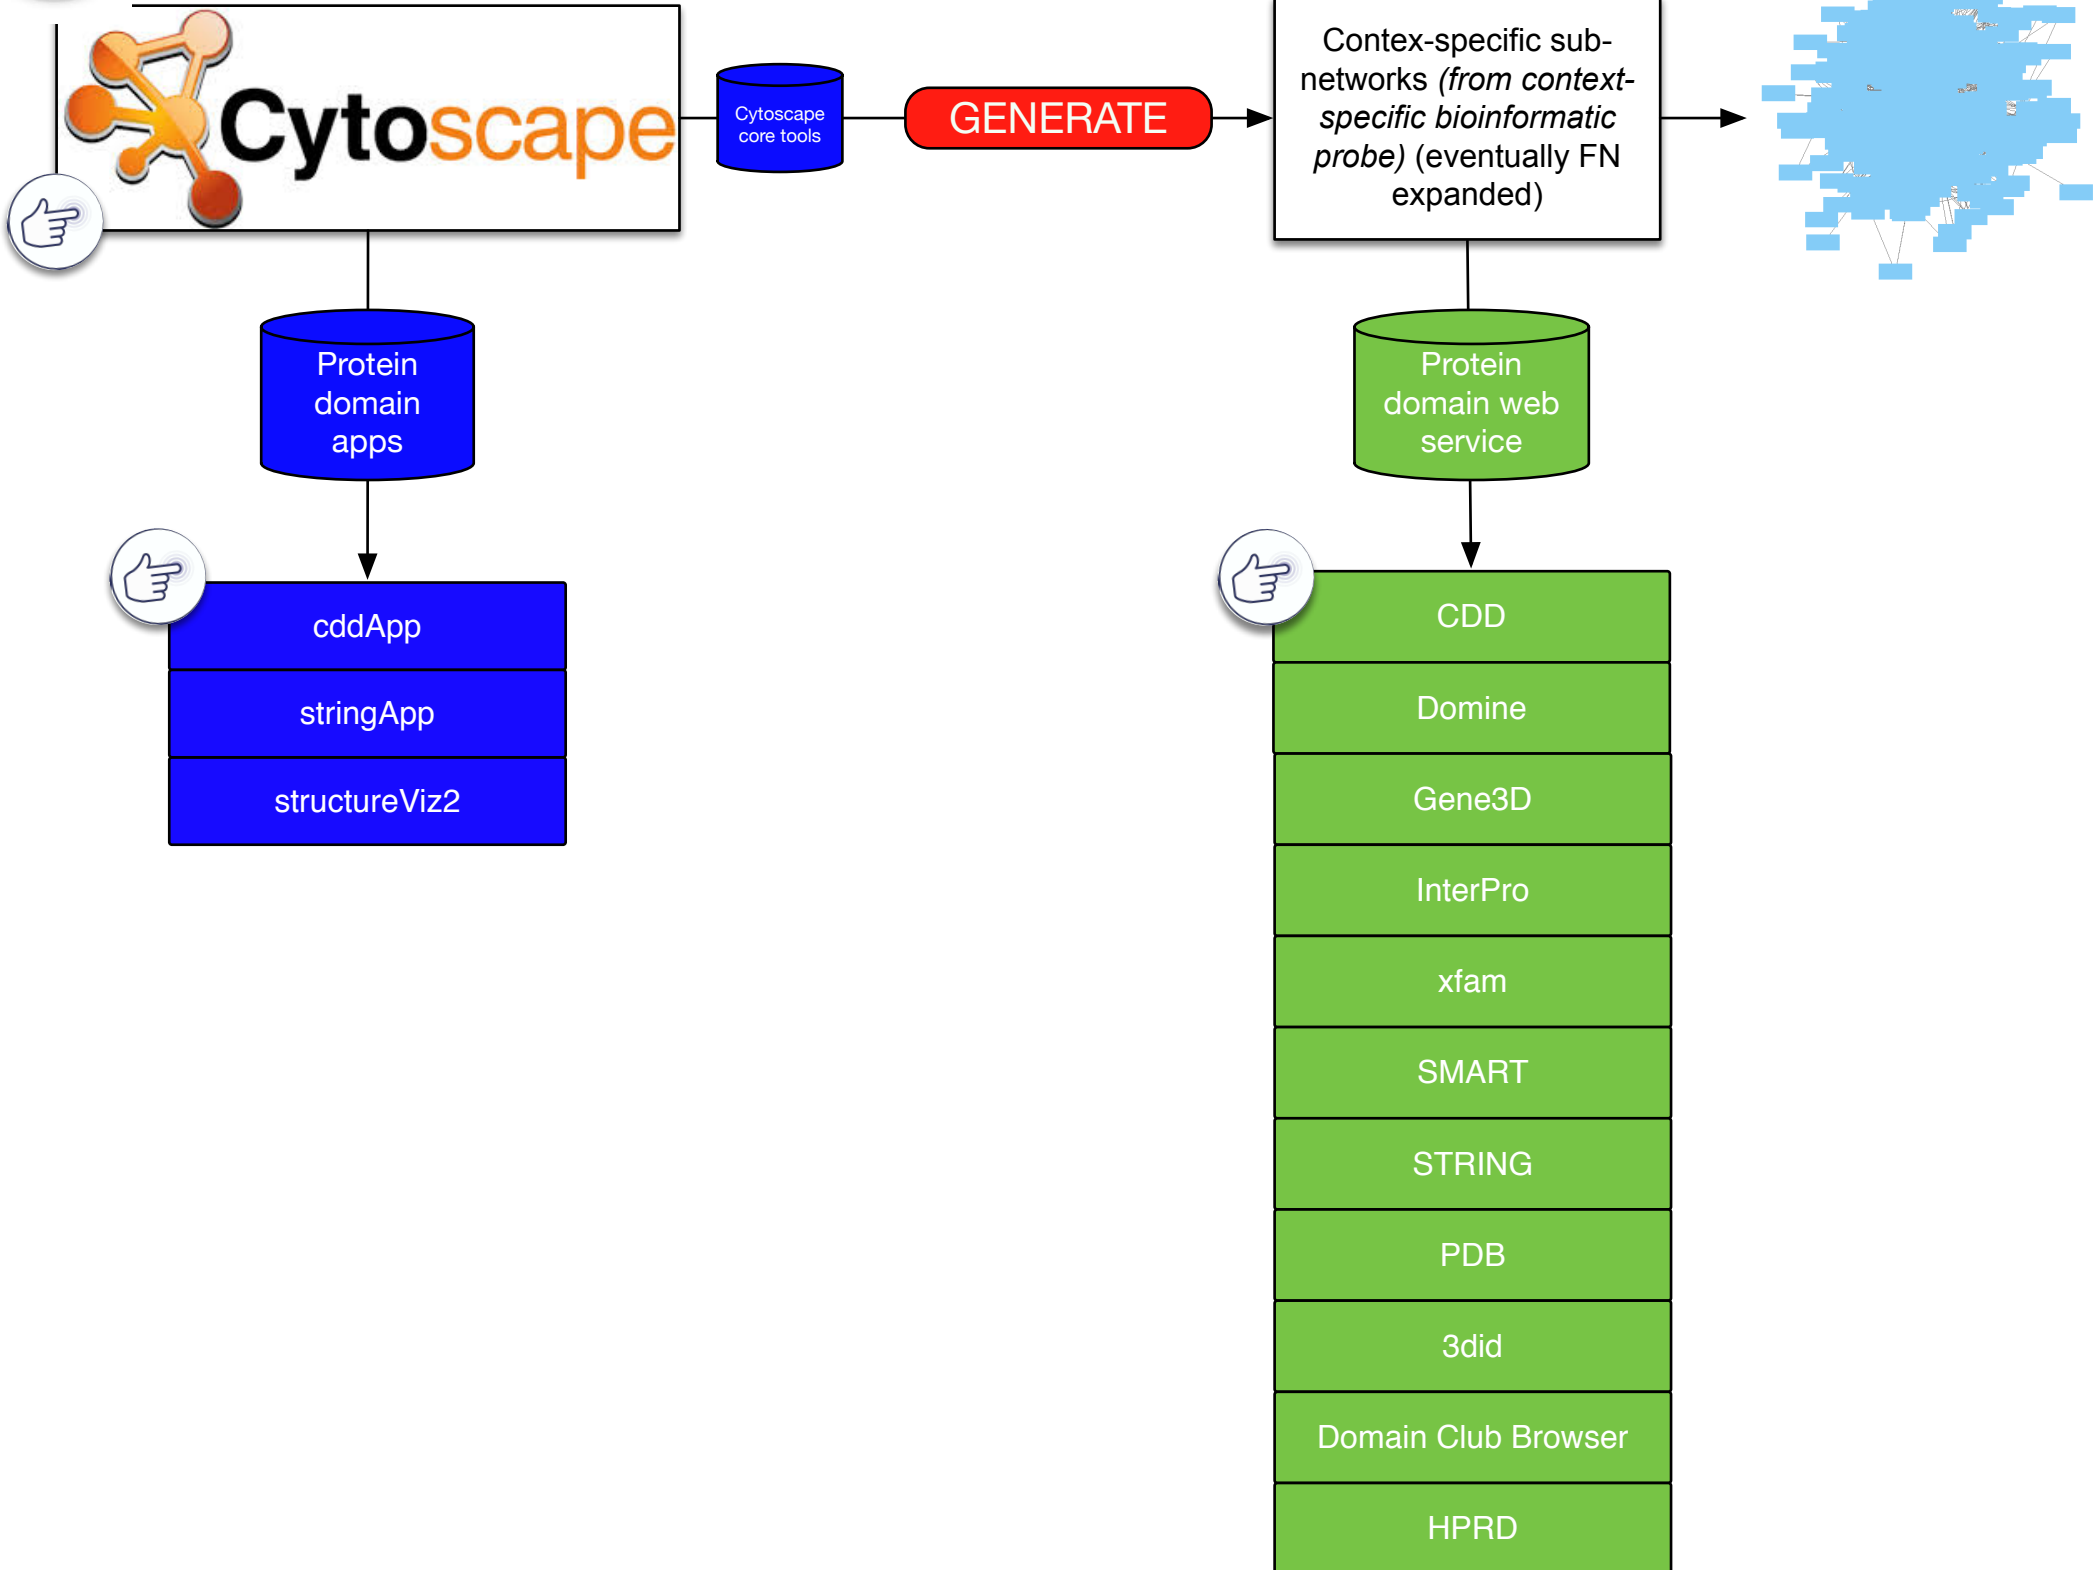 Cytoscape
Cytoscape
core tools
GENERATE
Contex-specific sub-
networks (from context-
specific bioinformatic
probe) (eventually FN
expanded)
Protein
domain
apps
Protein
domain web
service
cddApp
stringApp
structureViz2
CDD
Domine
Gene3D
InterPro
xfam
SMART
STRING
PDB
3did
Domain Club Browser
HPRD